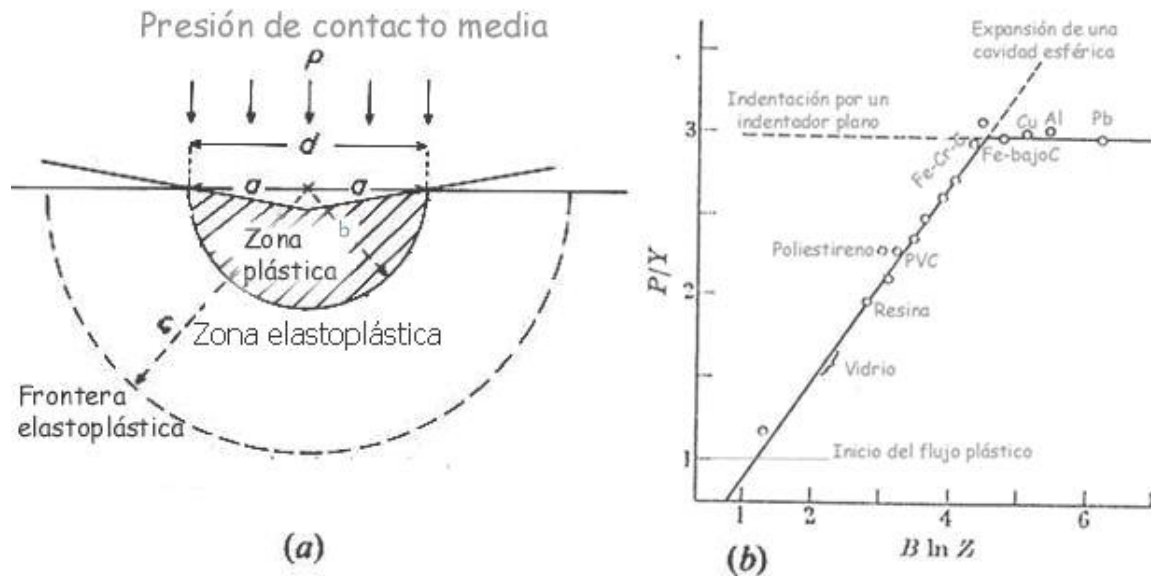 Presión de contacto media
p
d
a a
b
Zona
plástica
c
Zona elastoplástica
Frontera
elastoplástica
(a)
Expansión de una
cavidad esférica
Indentación por un
indentador plano
Cu Al Pb
3
Fe-Cr-C
Fe-bajoC
Poliestireno
PVC
P/Y
2
Resina
Vidrio
Inicio del flujo plástico
1
1 2 4 6
B ln Z
(b)